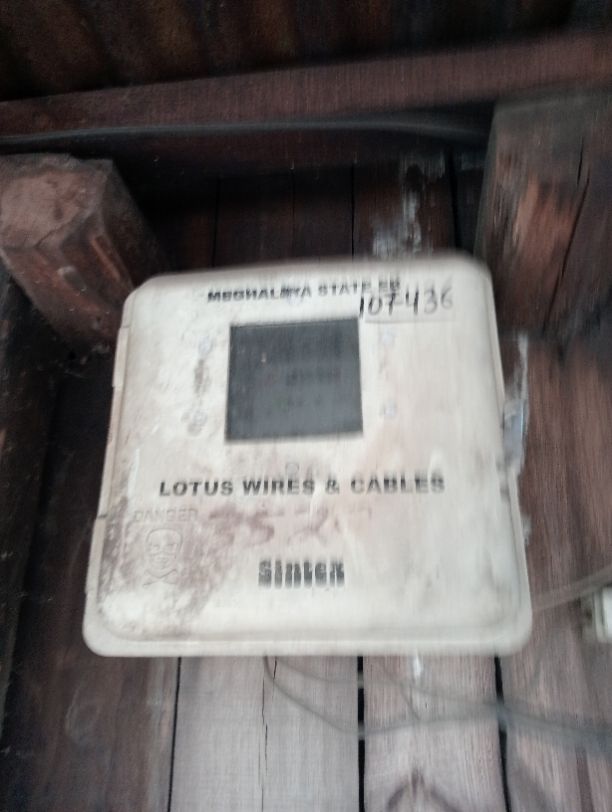 MEGHALAYA STATE EB
107436
LOTUS WIRES & CABLES
DANGER
Sintex